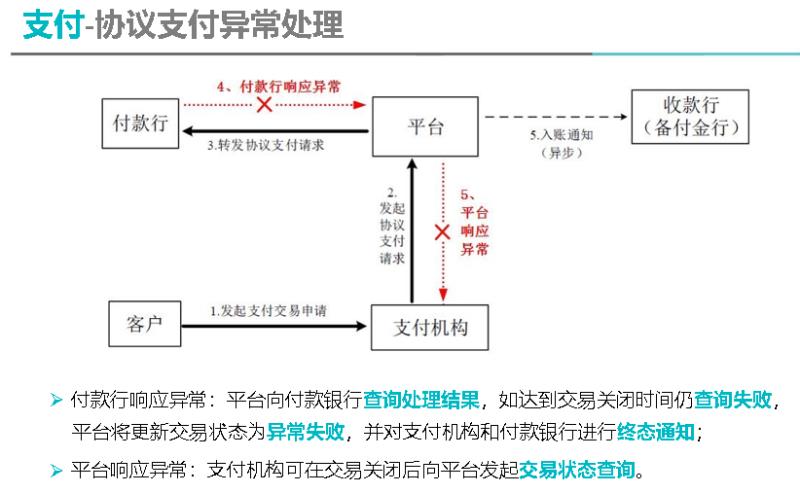 支付-协议支付异常处理
4、付款行响应异常
付款行
3.转发协议支付请求
平台
5.入账通知
（异步）
收款行
（备付金行）
2.
发起
协议
支付
请求
5、
平台
响应
异常
客户
1.发起支付交易申请
支付机构
付款行响应异常：平台向付款银行查询处理结果，如达到交易关闭时间仍查询失败，
平台将更新交易状态为异常失败，并对支付机构和付款银行进行终态通知；
平台响应异常：支付机构可在交易关闭后向平台发起交易状态查询。